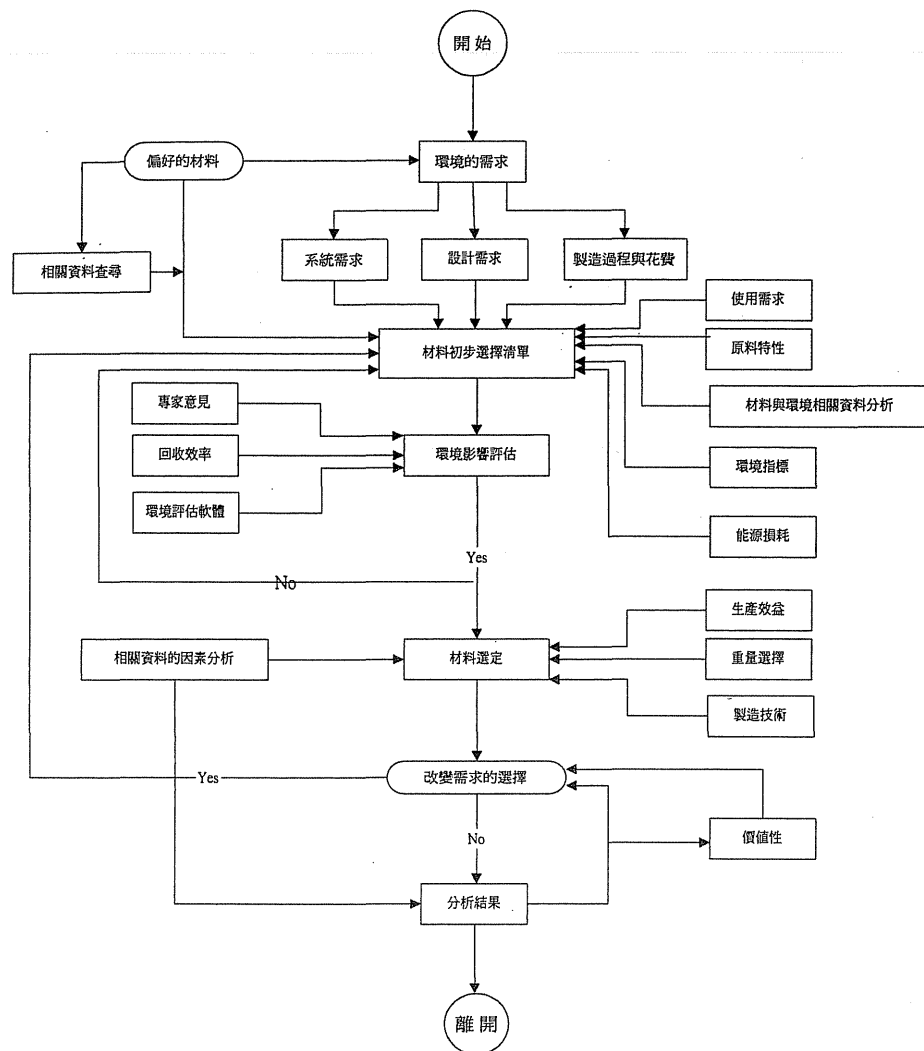 開 始
偏好的材料
環境的需求
相關資料查尋
系統需求
設計需求
製造過程與花費
使用需求
材料初步選擇清單
原料特性
專家意見
材料與環境相關資料分析
回收效率
環境影響評估
環境指標
環境評估軟體
能源損耗
Yes
No
生產效益
相關資料的因素分析
材料選定
重量選擇
製造技術
Yes
改變需求的選擇
No
價值性
分析結果
離 開